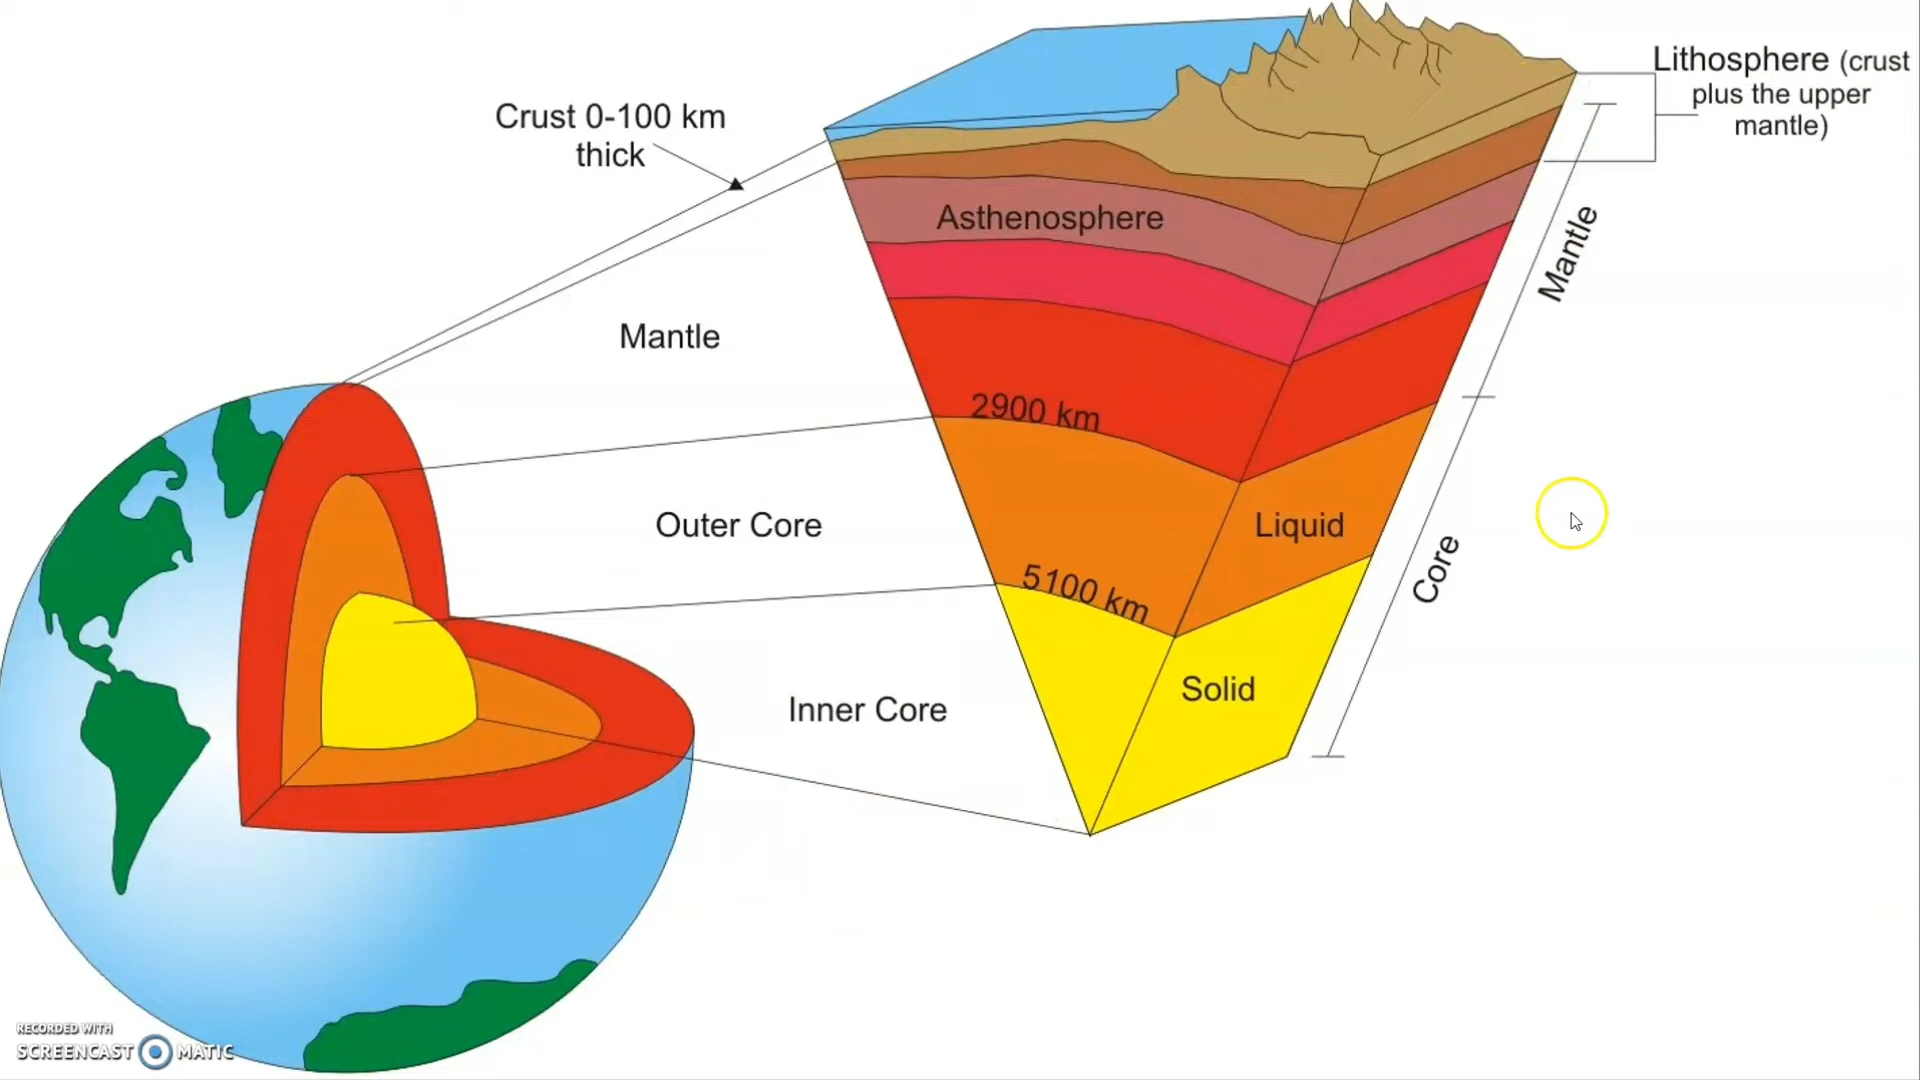 Crust 0-100 km
thick
Lithosphere (crust
plus the upper
mantle)
Asthenosphere
Mantle
Mantle
2900 km
Outer Core
Liquid
Core
5100 km
Inner Core
Solid
RECORDED WITH
SCREENCAST MATIC